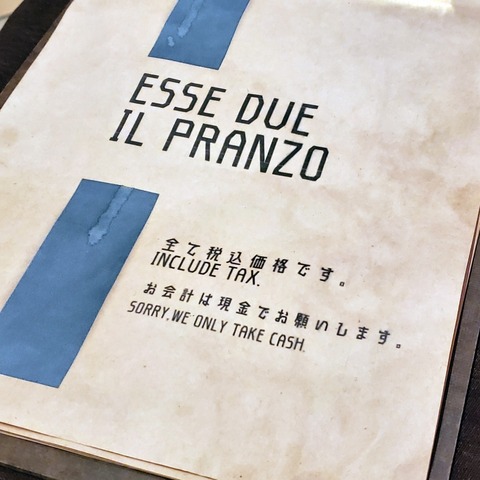 ESSE DUE
IL PRANZO
全て税込価格です。
INCLUDE TAX.
お会計は現金でお願いします。
SORRY.WE ONLY TAKE CASH.